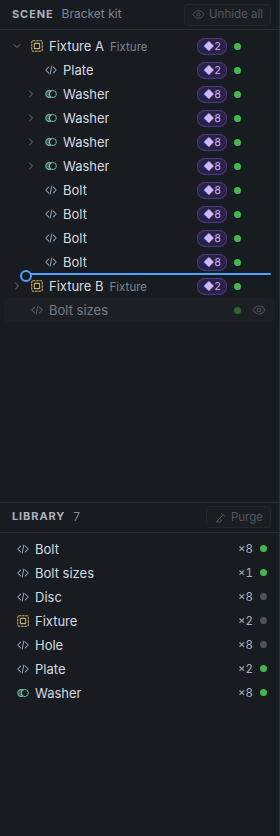 SCENE Bracket kit Unhide all
Fixture A Fixture 2
Plate 2
Washer 8
Washer 8
Washer 8
Washer 8
Bolt 8
Bolt 8
Bolt 8
Bolt 8
Fixture B Fixture 2
Bolt sizes
LIBRARY 7 Purge
Bolt ×8
Bolt sizes ×1
Disc ×8
Fixture ×2
Hole ×8
Plate ×2
Washer ×8